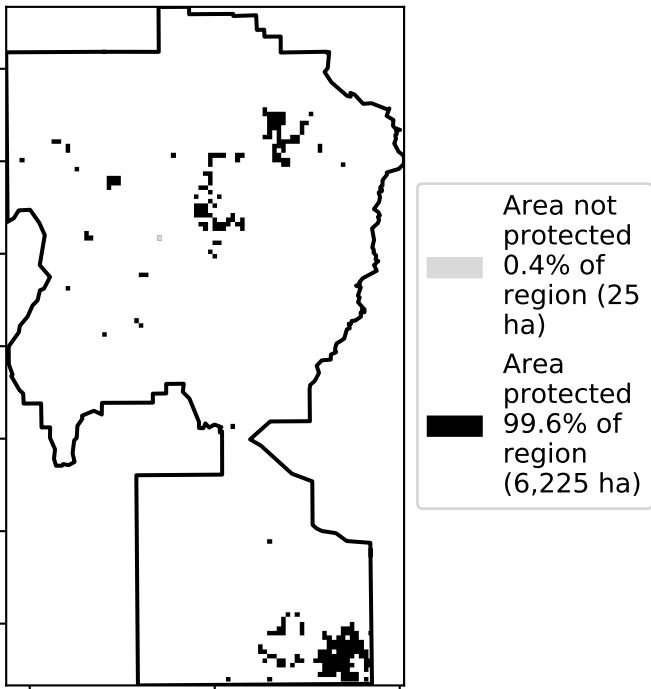 Area not
protected
0.4% of
region (25
ha)
Area
protected
99.6% of
region
(6,225 ha)